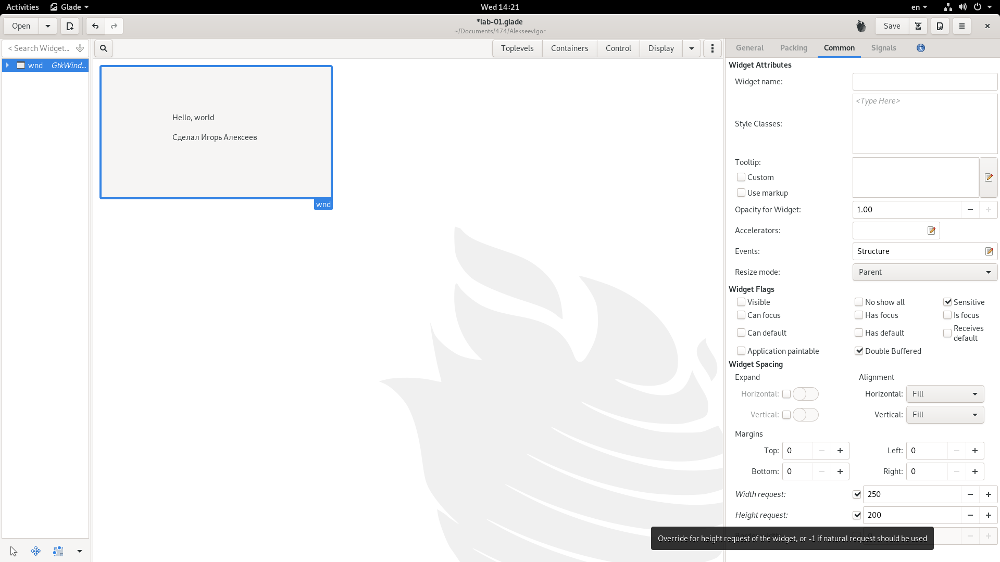 Activities
Glade
Wed 14:21
en
Open
*lab-01.glade
~/Documents/474/AlekseevIgor
Save
< Search Widget...
Toplevels
Containers
Control
Display
General
Packing
Common
Signals
wnd GtkWind...
Hello, world
Сделал Игорь Алексеев
wnd
Widget Attributes
Widget name:
<Type Here>
Style Classes:
Tooltip:
Custom
Use markup
Opacity for Widget: 1.00
Accelerators:
Events: Structure
Resize mode: Parent
Widget Flags
Visible No show all Sensitive
Can focus Has focus Is focus
Can default Has default Receives default
Application paintable Double Buffered
Widget Spacing
Expand Alignment
Horizontal: Horizontal: Fill
Vertical: Vertical: Fill
Margins
Top: 0 Left: 0
Bottom: 0 Right: 0
Width request: 250
Height request: 200
Override for height request of the widget, or -1 if natural request should be used